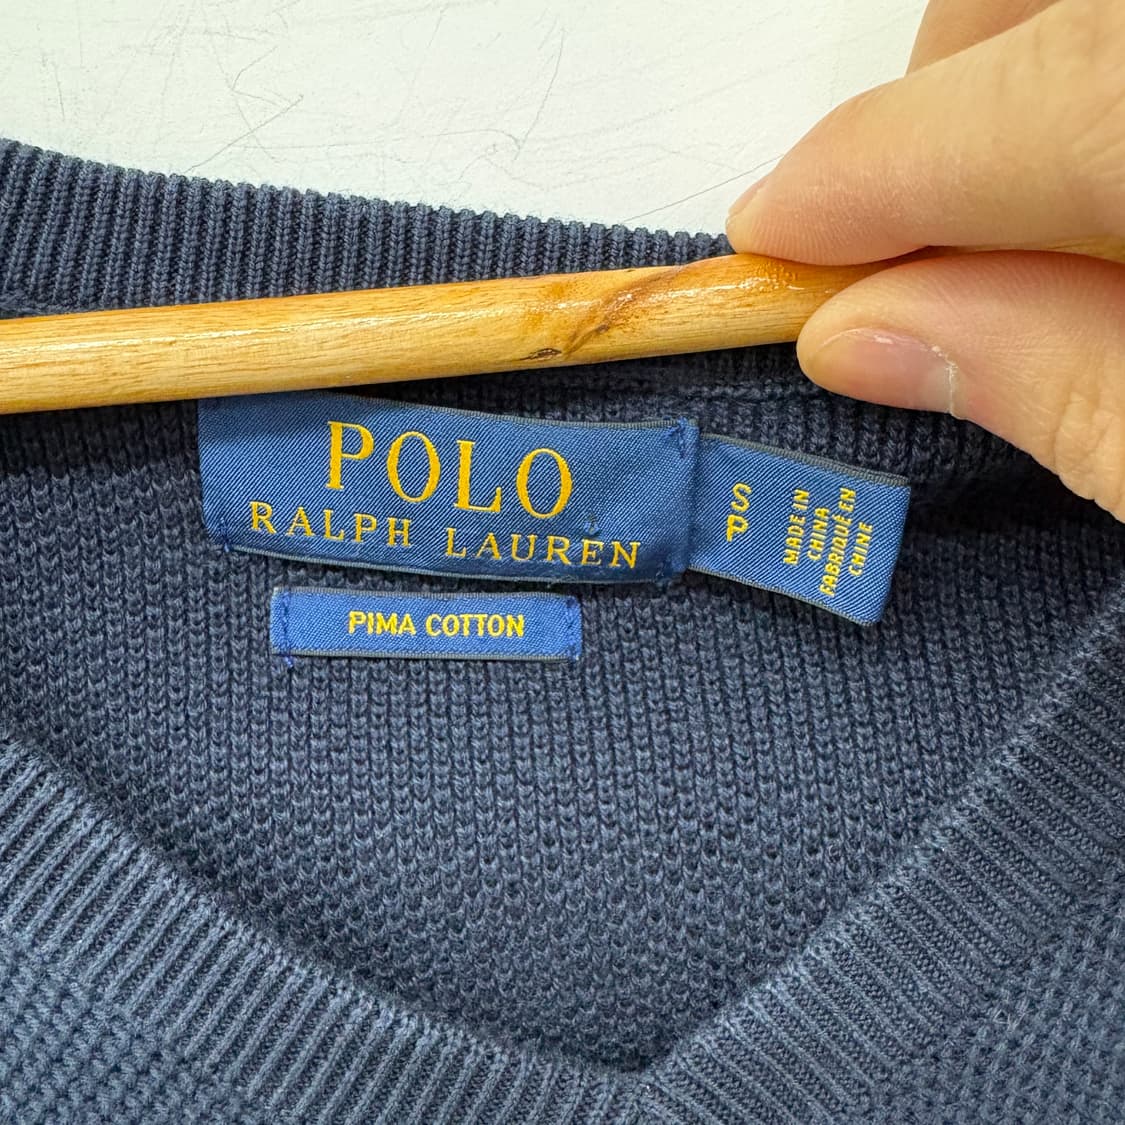 POLO
RALPH LAUREN
S
P
MADE IN
CHINA
FABRIQUÉ EN
CHINE
PIMA COTTON